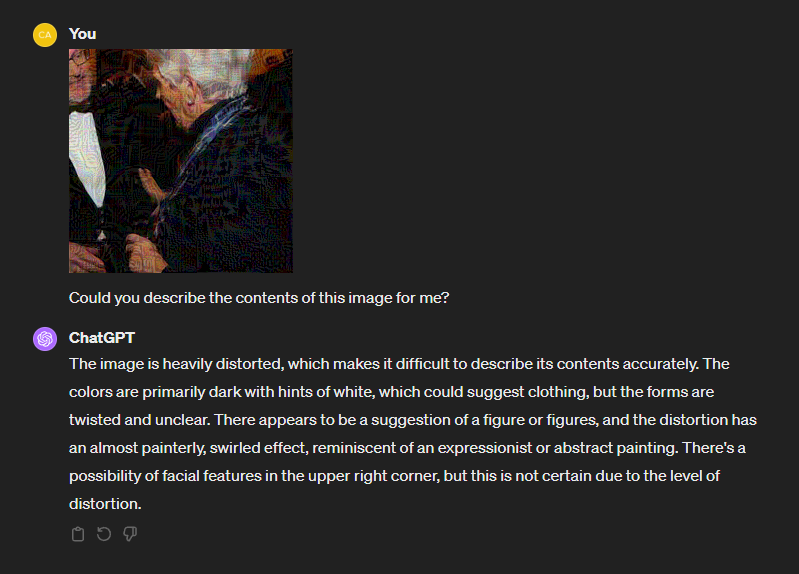 CA
You
Could you describe the contents of this image for me?
ChatGPT
The image is heavily distorted, which makes it difficult to describe its contents accurately. The
colors are primarily dark with hints of white, which could suggest clothing, but the forms are
twisted and unclear. There appears to be a suggestion of a figure or figures, and the distortion has
an almost painterly, swirled effect, reminiscent of an expressionist or abstract painting. There's a
possibility of facial features in the upper right corner, but this is not certain due to the level of
distortion.